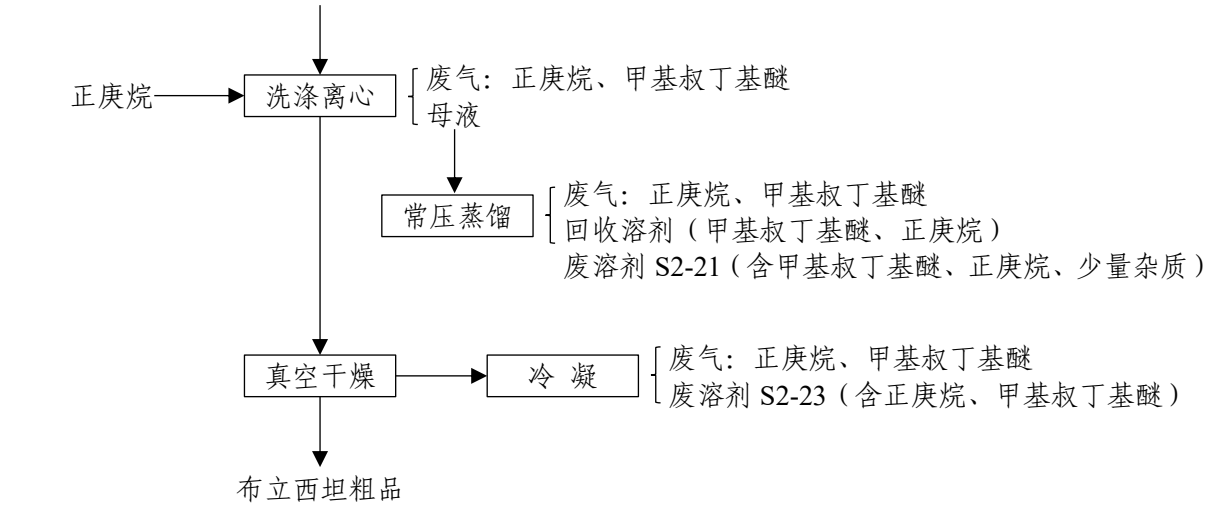 正庚烷
洗涤离心
废气：正庚烷、甲基叔丁基醚
母液
常压蒸馏
废气：正庚烷、甲基叔丁基醚
回收溶剂（甲基叔丁基醚、正庚烷）
废溶剂 S2-21（含甲基叔丁基醚、正庚烷、少量杂质）
真空干燥
冷 凝
废气：正庚烷、甲基叔丁基醚
废溶剂 S2-23（含正庚烷、甲基叔丁基醚）
布立西坦粗品